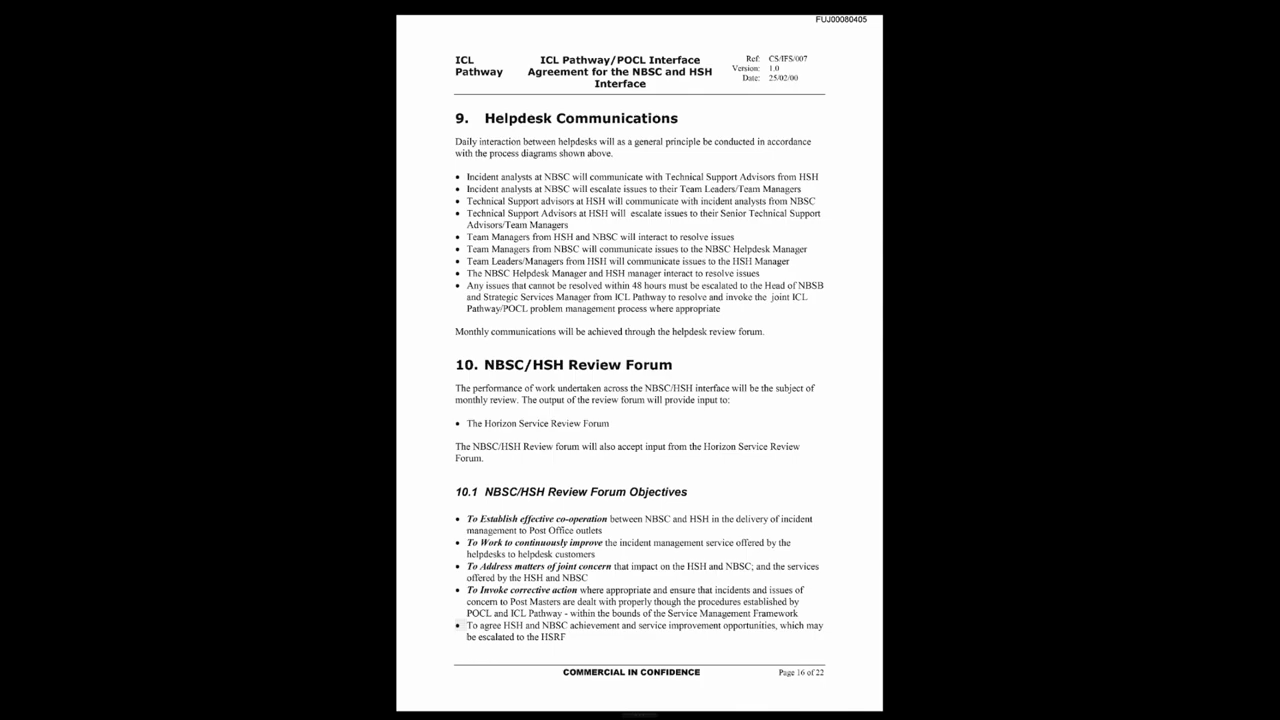 FUJ00080405
ICL
Pathway
ICL Pathway/POCL Interface
Agreement for the NBSC and HSH
Interface
Ref: CS/IFS/007
Version: 1.0
Date: 25/02/00
9. Helpdesk Communications
Daily interaction between helpdesks will as a general principle be conducted in accordance
with the process diagrams shown above.
• Incident analysts at NBSC will communicate with Technical Support Advisors from HSH
• Incident analysts at NBSC will escalate issues to their Team Leaders/Team Managers
• Technical Support advisors at HSH will communicate with incident analysts from NBSC
• Technical Support Advisors at HSH will escalate issues to their Senior Technical Support
Advisors/Team Managers
• Team Managers from HSH and NBSC will interact to resolve issues
• Team Managers from NBSC will communicate issues to the NBSC Helpdesk Manager
• Team Leaders/Managers from HSH will communicate issues to the HSH Manager
• The NBSC Helpdesk Manager and HSH manager interact to resolve issues
• Any issues that cannot be resolved within 48 hours must be escalated to the Head of NBSB
and Strategic Services Manager from ICL Pathway to resolve and invoke the joint ICL
Pathway/POCL problem management process where appropriate
Monthly communications will be achieved through the helpdesk review forum.
10. NBSC/HSH Review Forum
The performance of work undertaken across the NBSC/HSH interface will be the subject of
monthly review. The output of the review forum will provide input to:
• The Horizon Service Review Forum
The NBSC/HSH Review forum will also accept input from the Horizon Service Review
Forum.
10.1 NBSC/HSH Review Forum Objectives
• To Establish effective co-operation between NBSC and HSH in the delivery of incident
management to Post Office outlets
• To Work to continuously improve the incident management service offered by the
helpdesks to helpdesk customers
• To Address matters of joint concern that impact on the HSH and NBSC; and the services
offered by the HSH and NBSC
• To Invoke corrective action where appropriate and ensure that incidents and issues of
concern to Post Masters are dealt with properly though the procedures established by
POCL and ICL Pathway - within the bounds of the Service Management Framework
• To agree HSH and NBSC achievement and service improvement opportunities, which may
be escalated to the HSRF
COMMERCIAL IN CONFIDENCE
Page 16 of 22